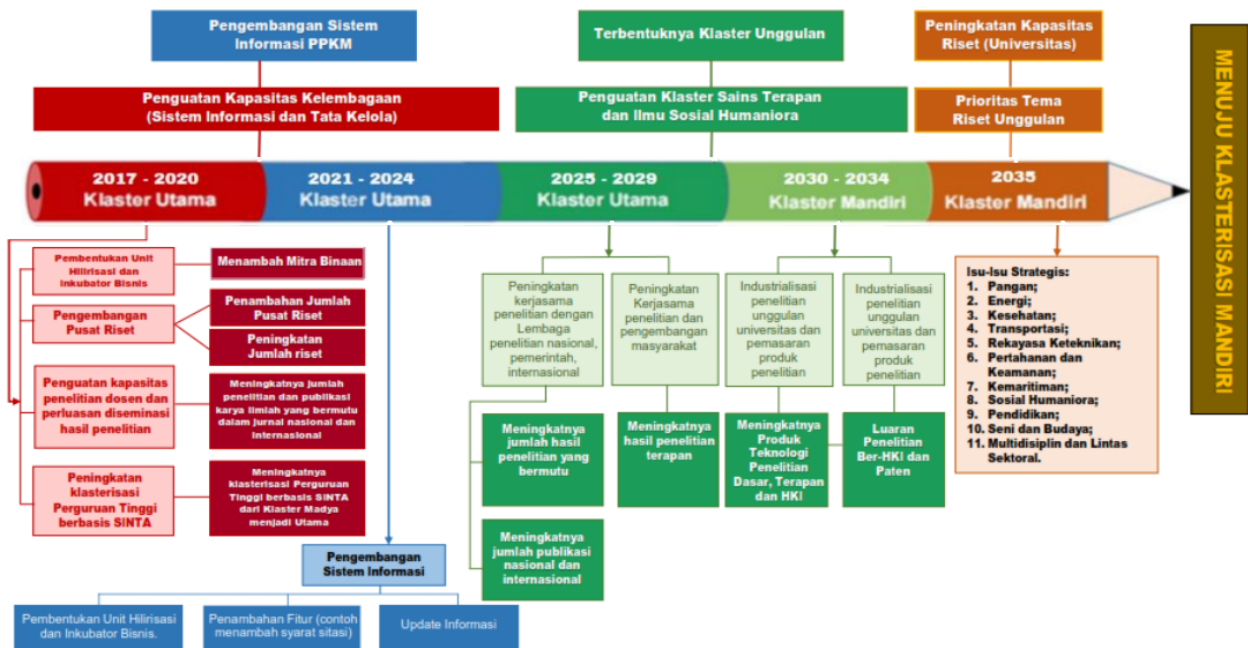 Pengembangan Sistem
Informasi PPKM
Terbentuknya Klaster Unggulan
Peningkatan Kapasitas
Riset (Universitas)
Penguatan Kapasitas Kelembagaan
(Sistem Informasi dan Tata Kelola)
Penguatan Klaster Sains Terapan
dan Ilmu Sosial Humaniora
Prioritas Tema
Riset Unggulan
MENUJU KLASTERISASI MANDIRI
2017 - 2020
Klaster Utama
2021 - 2024
Klaster Utama
2025 - 2029
Klaster Utama
2030 - 2034
Klaster Mandiri
2035
Klaster Mandiri
Pembentukan Unit
Hilirisasi dan
Inkubator Bisnis
Menambah Mitra Binaan
Pengembangan
Pusat Riset
Penambahan Jumlah
Pusat Riset
Peningkatan
Jumlah riset
Penguatan kapasitas
penelitian dosen dan
perluasan diseminasi
hasil penelitian
Meningkatnya jumlah
penelitian dan publikasi
karya ilmiah yang bermutu
dalam jurnal nasional dan
Internasional
Peningkatan
klasterisasi
Perguruan Tinggi
berbasis SINTA
Meningkatnya
klasterisasi Perguruan
Tinggi berbasis SINTA
dari Klaster Madya
menjadi Utama
Pengembangan
Sistem Informasi
Pembentukan Unit Hilirisasi
dan Inkubator Bisnis.
Penambahan Fitur (contoh
menambah syarat sitasi)
Update Informasi
Peningkatan
kerjasama
penelitian dengan
Lembaga
penelitian nasional,
pemerintah,
internasional
Peningkatan
Kerjasama
penelitian dan
pengembangan
masyarakat
Industrialisasi
penelitian
unggulan
universitas dan
pemasaran
produk
penelitian
Industrialisasi
penelitian
unggulan
universitas dan
pemasaran
produk
penelitian
Meningkatnya
jumlah hasil
penelitian yang
bermutu
Meningkatnya
hasil penelitian
terapan
Meningkatnya
Produk
Teknologi
Penelitian
Dasar, Terapan
dan HKI
Luaran
Penelitian
Ber-HKI dan
Paten
Meningkatnya
jumlah publikasi
nasional dan
internasional
Isu-Isu Strategis:
1. Pangan;
2. Energi;
3. Kesehatan;
4. Transportasi;
5. Rekayasa Keteknikan;
6. Pertahanan dan
Keamanan;
7. Kemaritiman;
8. Sosial Humaniora;
9. Pendidikan;
10. Seni dan Budaya;
11. Multidisiplin dan Lintas
Sektoral.